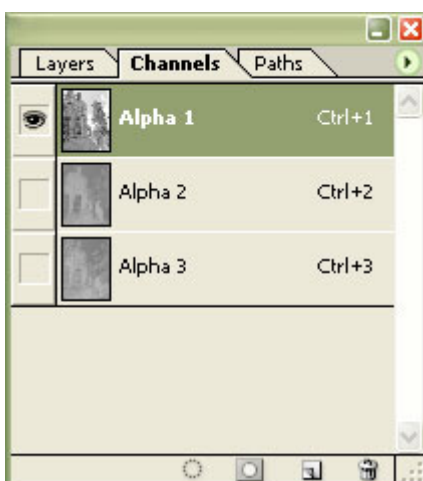 Layers Channels Paths
Alpha 1 Ctrl+1
Alpha 2 Ctrl+2
Alpha 3 Ctrl+3